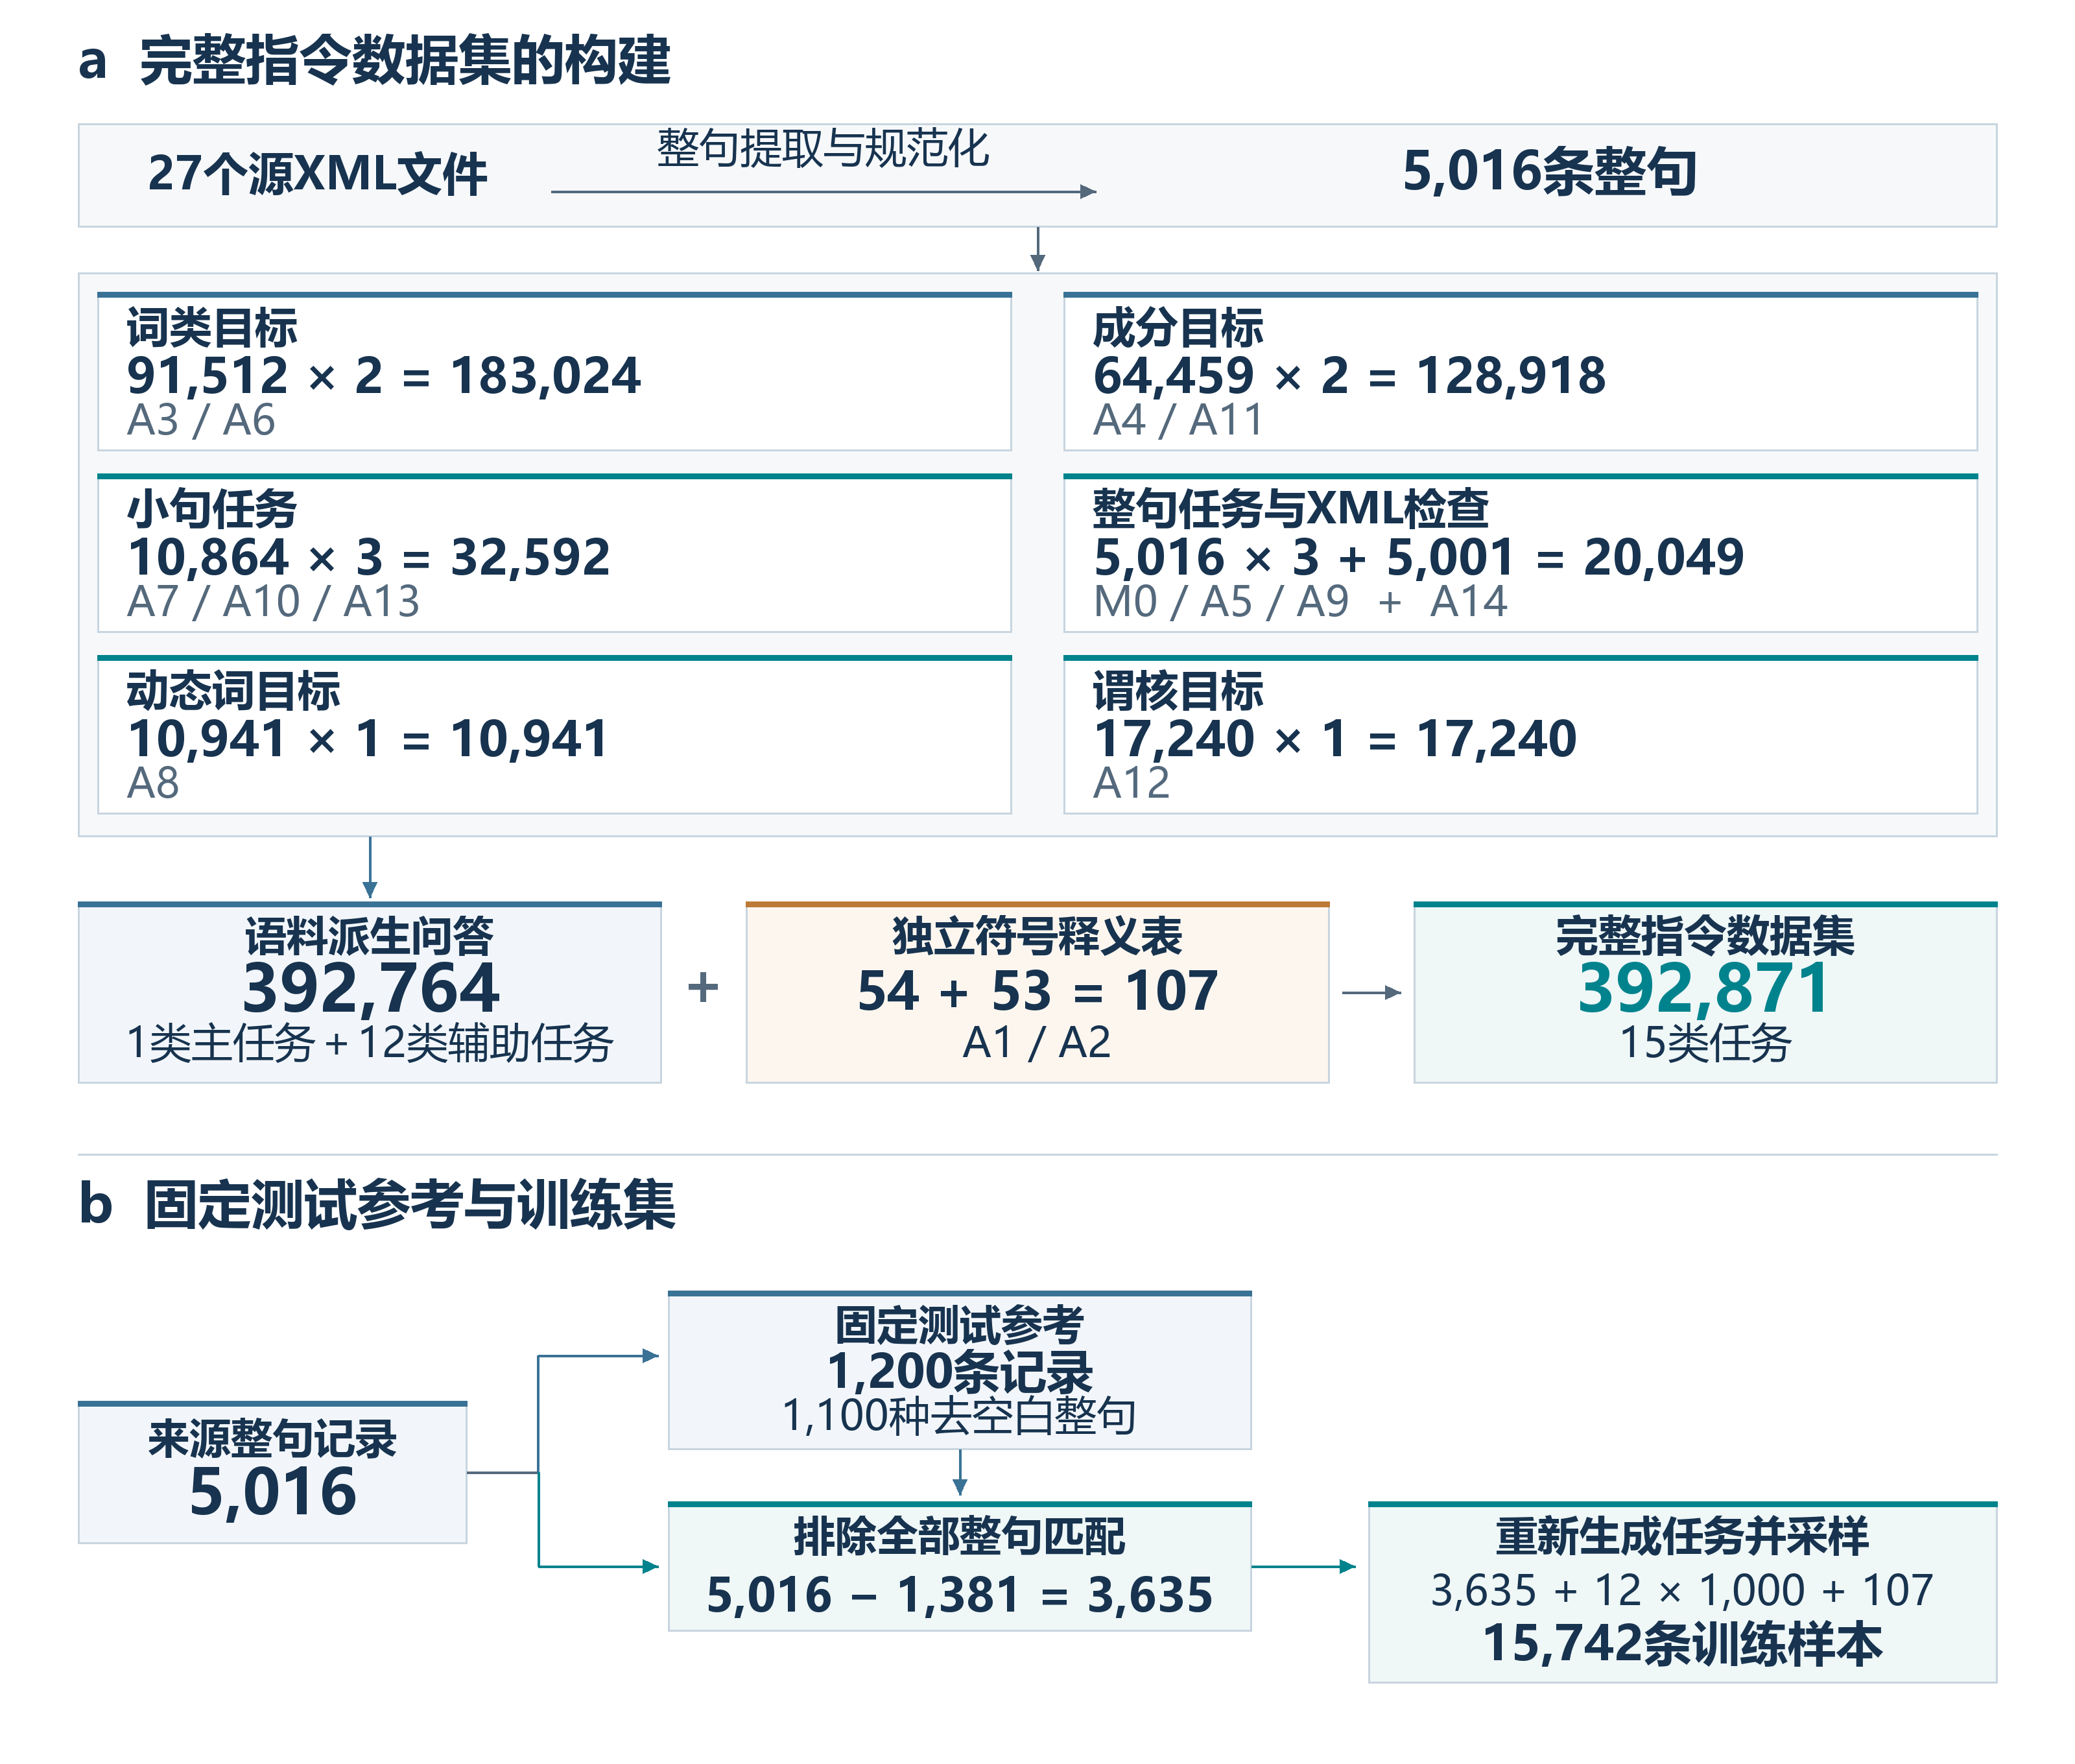 a 完整指令数据集的构建
27个源XML文件
整句提取与规范化
5,016条整句
词类目标
91,512 × 2 = 183,024
A3 / A6
成分目标
64,459 × 2 = 128,918
A4 / A11
小句任务
10,864 × 3 = 32,592
A7 / A10 / A13
整句任务与XML检查
5,016 × 3 + 5,001 = 20,049
M0 / A5 / A9 + A14
动态词目标
10,941 × 1 = 10,941
A8
谓核目标
17,240 × 1 = 17,240
A12
语料派生问答
392,764
1类主任务 + 12类辅助任务
+
独立符号释义表
54 + 53 = 107
A1 / A2
完整指令数据集
392,871
15类任务
b 固定测试参考与训练集
来源整句记录
5,016
固定测试参考
1,200条记录
1,100种去空白整句
排除全部整句匹配
5,016 − 1,381 = 3,635
重新生成任务并采样
3,635 + 12 × 1,000 + 107
15,742条训练样本